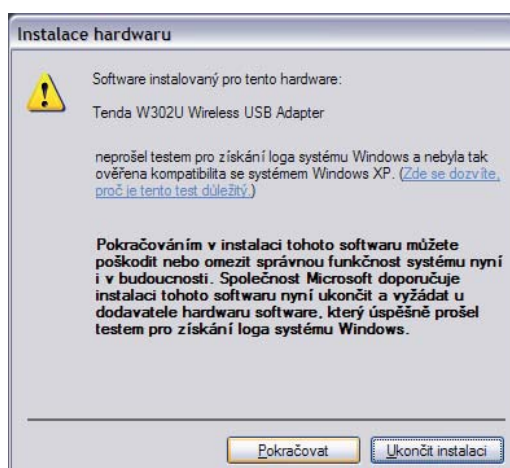 Instalace hardwaru
Software instalovaný pro tento hardware:
Tenda W302U Wireless USB Adapter
neprošel testem pro získání loga systému Windows a nebyla tak
ověřena kompatibilita se systémem Windows XP. (Zde se dozvíte,
proč je tento test důležitý.)
Pokračováním v instalaci tohoto softwaru můžete
poškodit nebo omezit správnou funkčnost systému nyní
i v budoucnosti. Společnost Microsoft doporučuje
instalaci tohoto softwaru nyní ukončit a vyžádat u
dodavatele hardwaru software, který úspěšně prošel
testem pro získání loga systému Windows.
Pokračovat
Ukončit instalaci